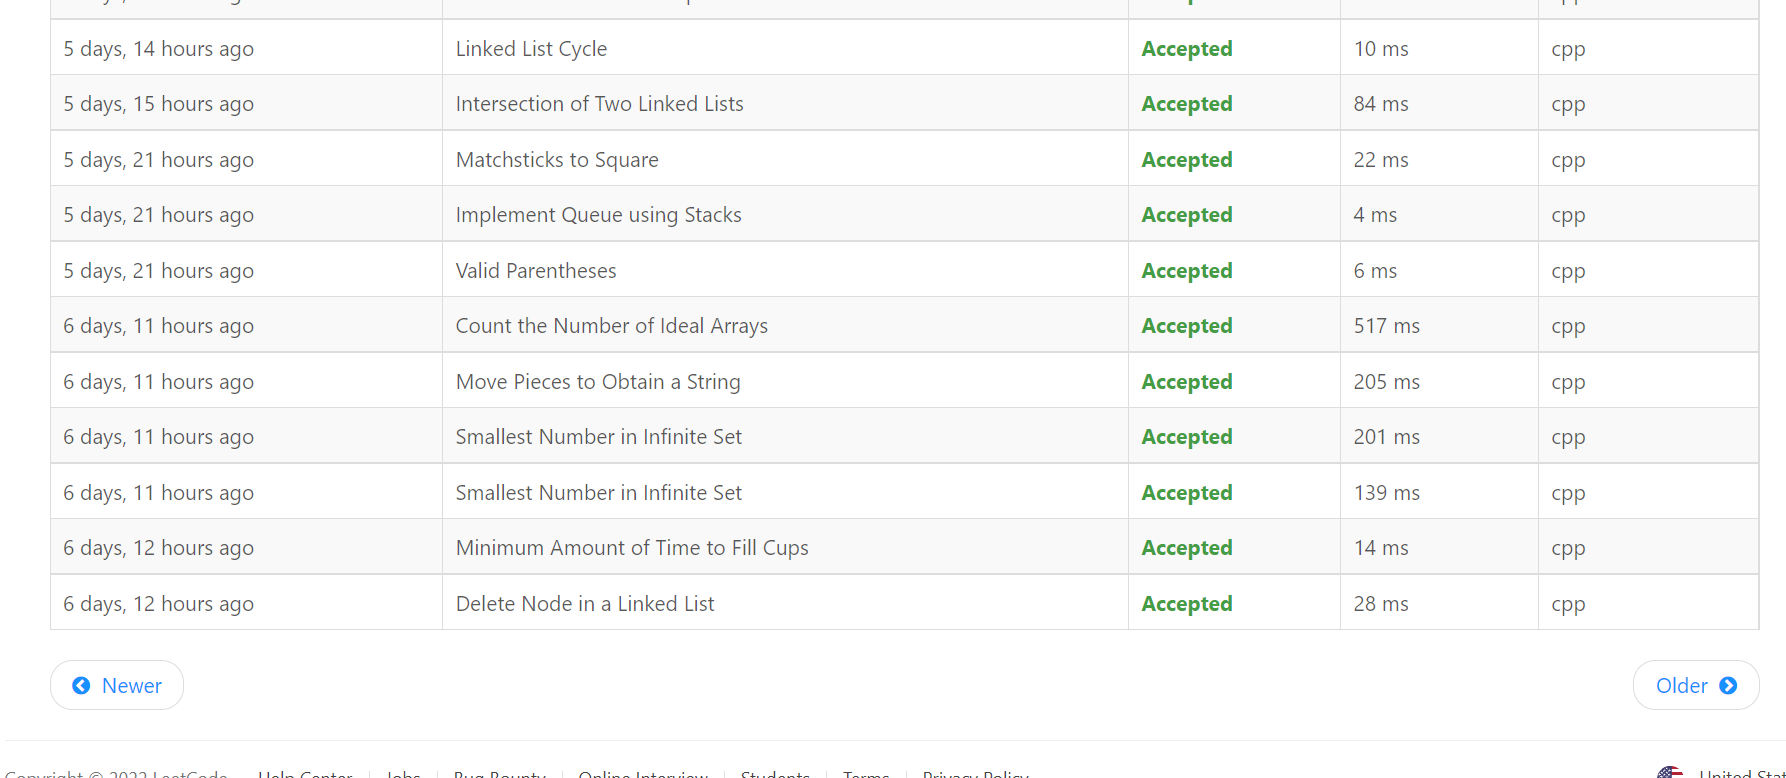 5 days, 14 hours ago Linked List Cycle Accepted 10 ms cpp
5 days, 15 hours ago Intersection of Two Linked Lists Accepted 84 ms cpp
5 days, 21 hours ago Matchsticks to Square Accepted 22 ms cpp
5 days, 21 hours ago Implement Queue using Stacks Accepted 4 ms cpp
5 days, 21 hours ago Valid Parentheses Accepted 6 ms cpp
6 days, 11 hours ago Count the Number of Ideal Arrays Accepted 517 ms cpp
6 days, 11 hours ago Move Pieces to Obtain a String Accepted 205 ms cpp
6 days, 11 hours ago Smallest Number in Infinite Set Accepted 201 ms cpp
6 days, 11 hours ago Smallest Number in Infinite Set Accepted 139 ms cpp
6 days, 12 hours ago Minimum Amount of Time to Fill Cups Accepted 14 ms cpp
6 days, 12 hours ago Delete Node in a Linked List Accepted 28 ms cpp
Newer Older
Copyright © 2022 LeetCode Help Center Jobs Bug Bounty Online Interview Students Terms Privacy Policy United Stat